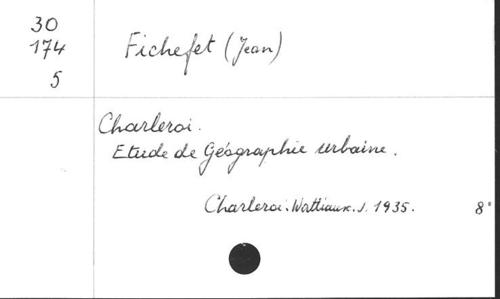 30
174
5
Fichefet (Jean)
Charleroi.
Etude de Géographie urbaine.
Charleroi. Wattiaux. J. 1935. 8°